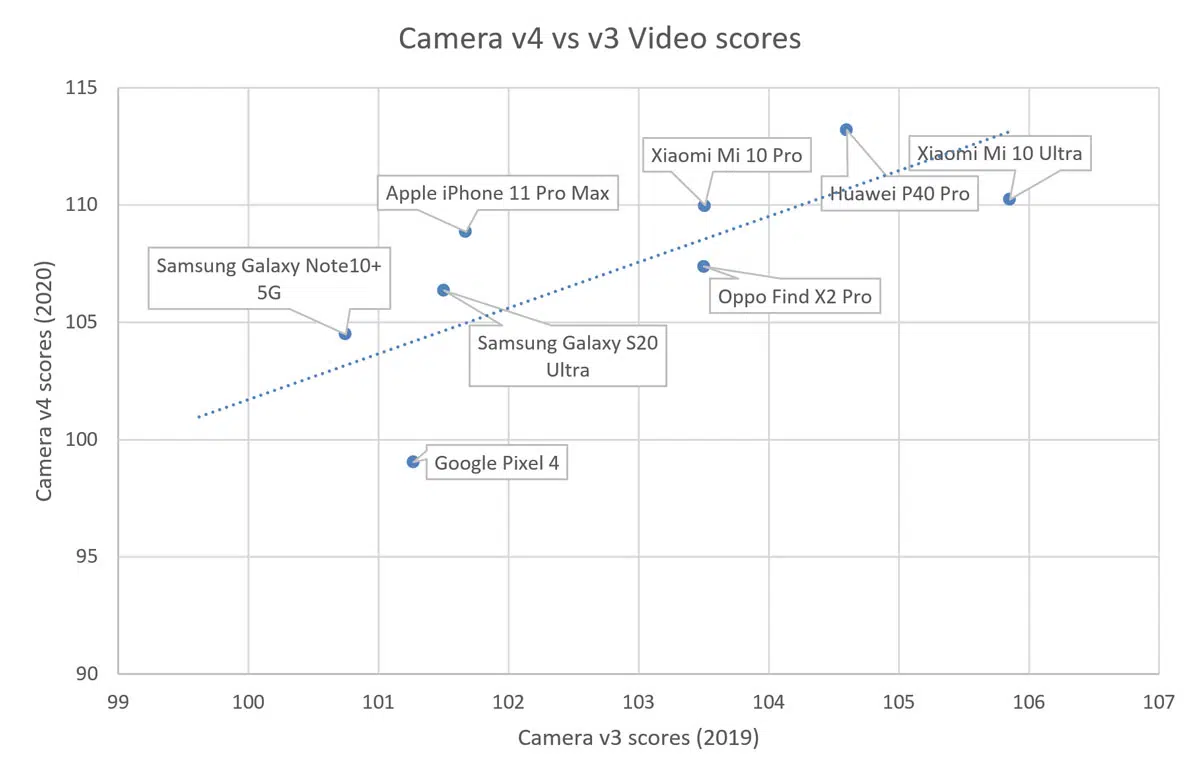 Camera v4 vs v3 Video scores
115
110
105
100
95
90
Camera v4 scores (2020)
Xiaomi Mi 10 Pro
Xiaomi Mi 10 Ultra
Apple iPhone 11 Pro Max
Huawei P40 Pro
Samsung Galaxy Note10+
5G
Oppo Find X2 Pro
Samsung Galaxy S20
Ultra
Google Pixel 4
99 100 101 102 103 104 105 106 107
Camera v3 scores (2019)